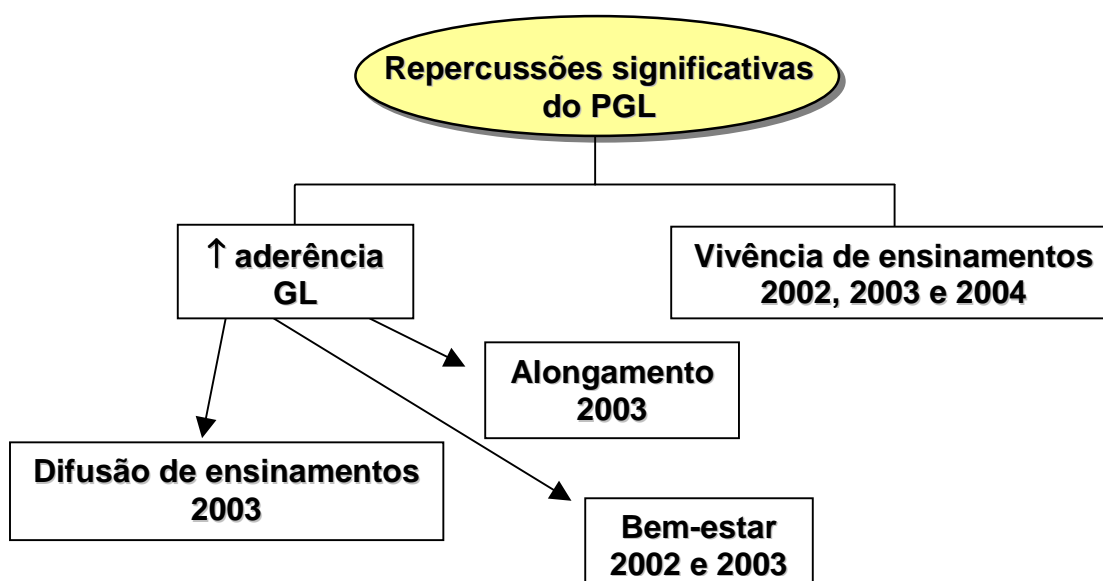 Repercussões significativas
do PGL
↑ aderência
GL
Vivência de ensinamentos
2002, 2003 e 2004
Alongamento
2003
Difusão de ensinamentos
2003
Bem-estar
2002 e 2003